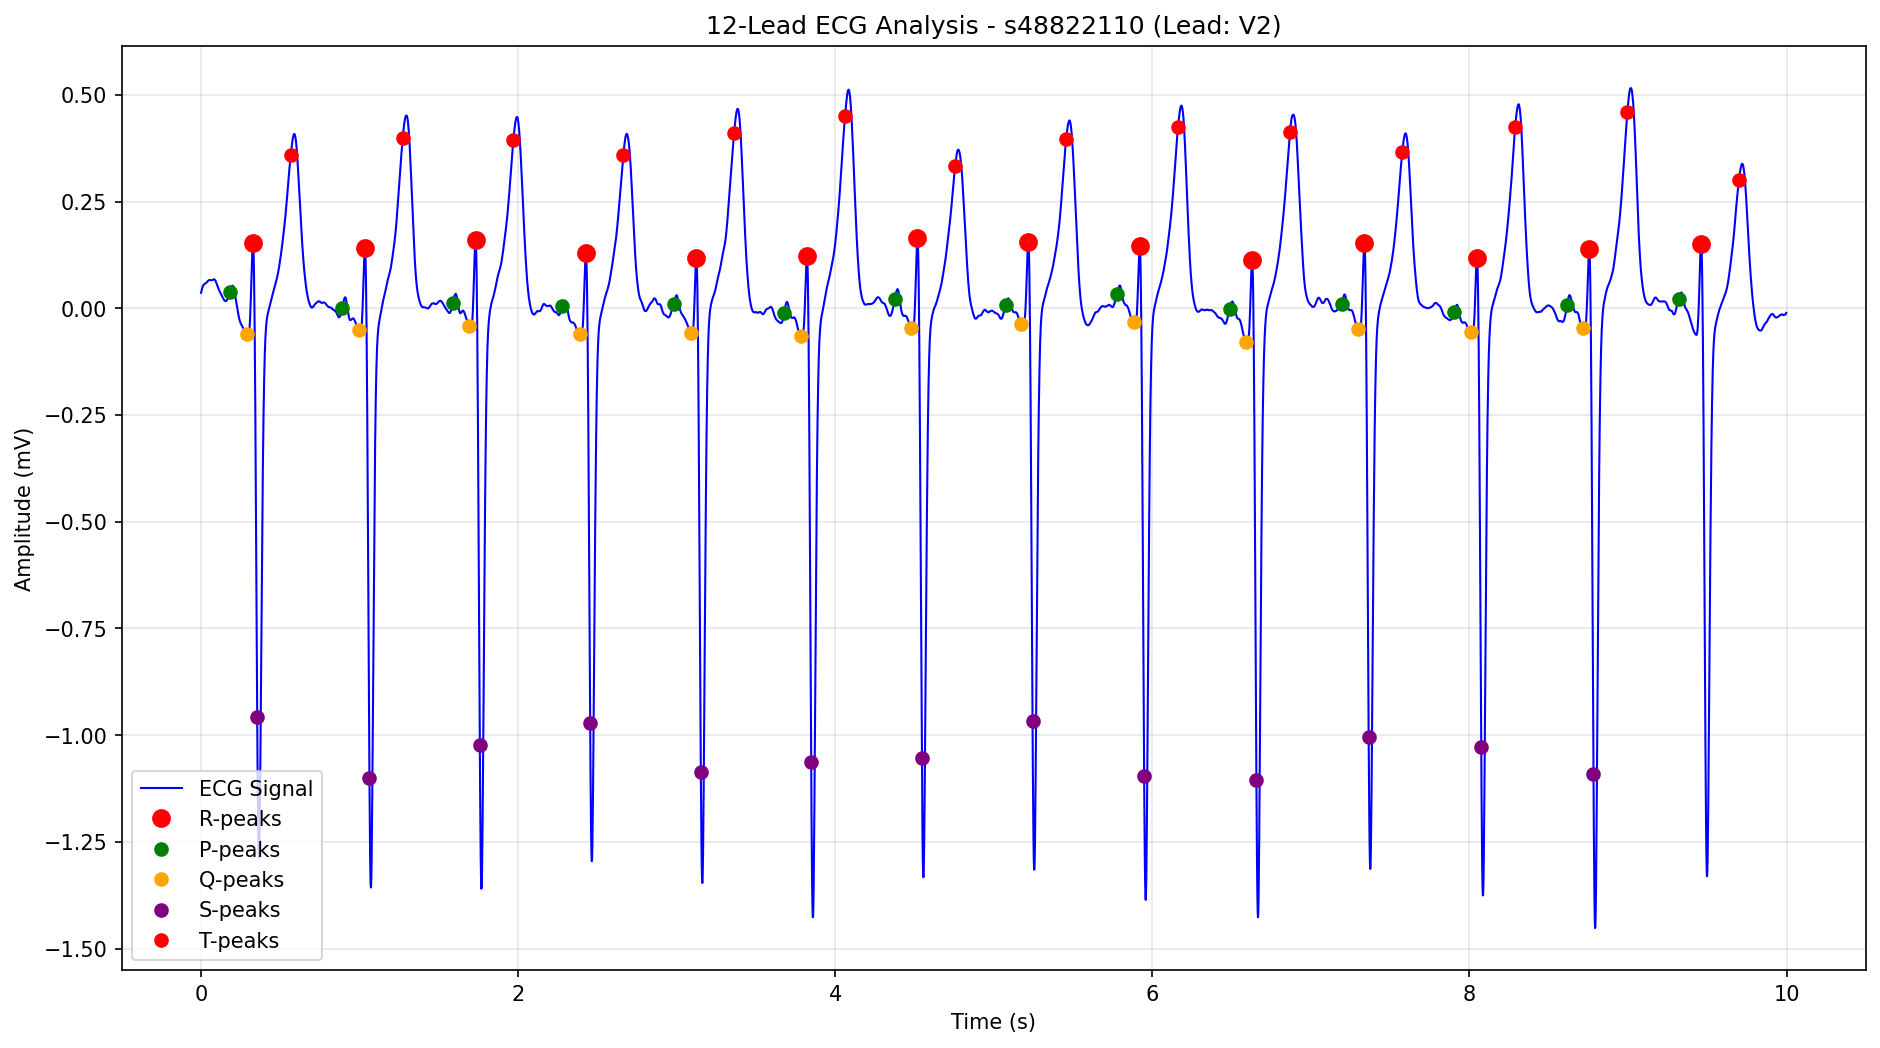 12-Lead ECG Analysis - s48822110 (Lead: V2)
0.50
0.25
0.00
−0.25
−0.50
−0.75
−1.00
−1.25
−1.50
Amplitude (mV)
ECG Signal
R-peaks
P-peaks
Q-peaks
S-peaks
T-peaks
0 2 4 6 8 10
Time (s)